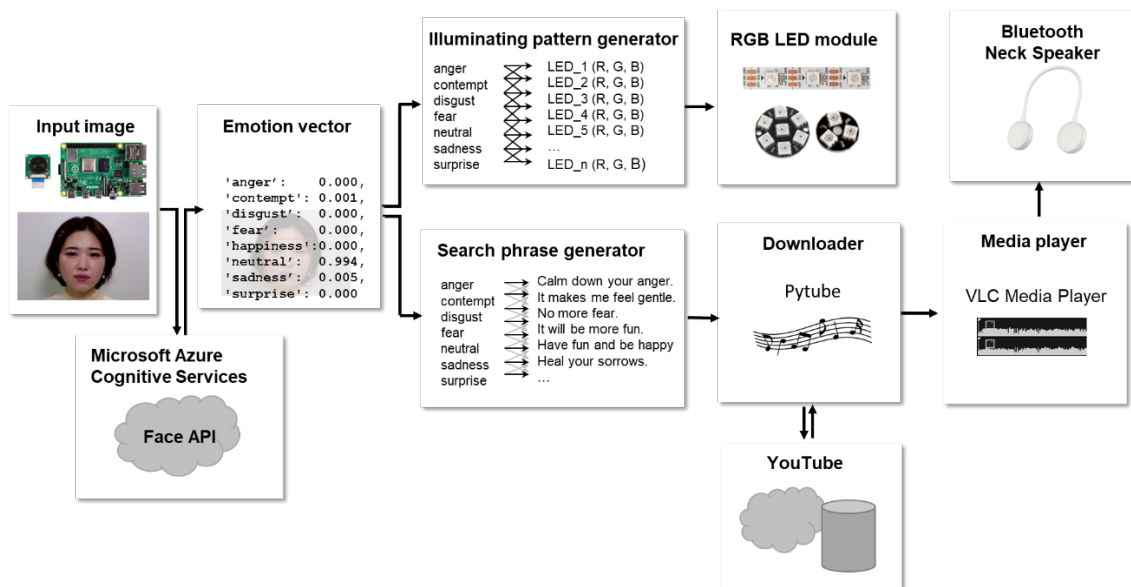 Input image
Microsoft Azure
Cognitive Services
Face API
Emotion vector
'anger': 0.000,
'contempt': 0.001,
'disgust': 0.000,
'fear': 0.000,
'happiness':0.000,
'neutral': 0.994,
'sadness': 0.005,
'surprise': 0.000
Illuminating pattern generator
anger LED_1 (R, G, B)
contempt LED_2 (R, G, B)
disgust LED_3 (R, G, B)
fear LED_4 (R, G, B)
neutral LED_5 (R, G, B)
sadness ...
surprise LED_n (R, G, B)
RGB LED module
Search phrase generator
anger Calm down your anger.
contempt It makes me feel gentle.
disgust No more fear.
fear It will be more fun.
neutral Have fun and be happy
sadness Heal your sorrows.
surprise ...
Downloader
Pytube
YouTube
Media player
VLC Media Player
Bluetooth
Neck Speaker